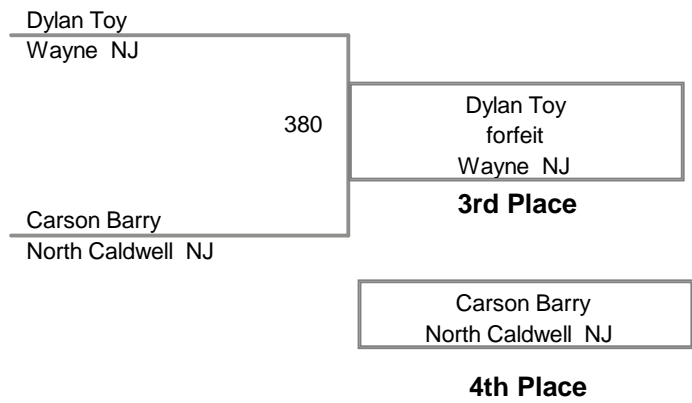 Dylan Toy
Wayne NJ
380
Dylan Toy
forfeit
Wayne NJ
3rd Place
Carson Barry
North Caldwell NJ
Carson Barry
North Caldwell NJ
4th Place